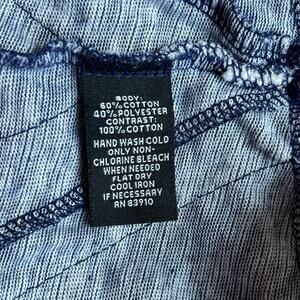 BODY:
60% COTTON
40% POLYESTER
CONTRAST:
100% COTTON
HAND WASH COLD
ONLY NON-
CHLORINE BLEACH
WHEN NEEDED
FLAT DRY
COOL IRON
IF NECESSARY
RN 83910